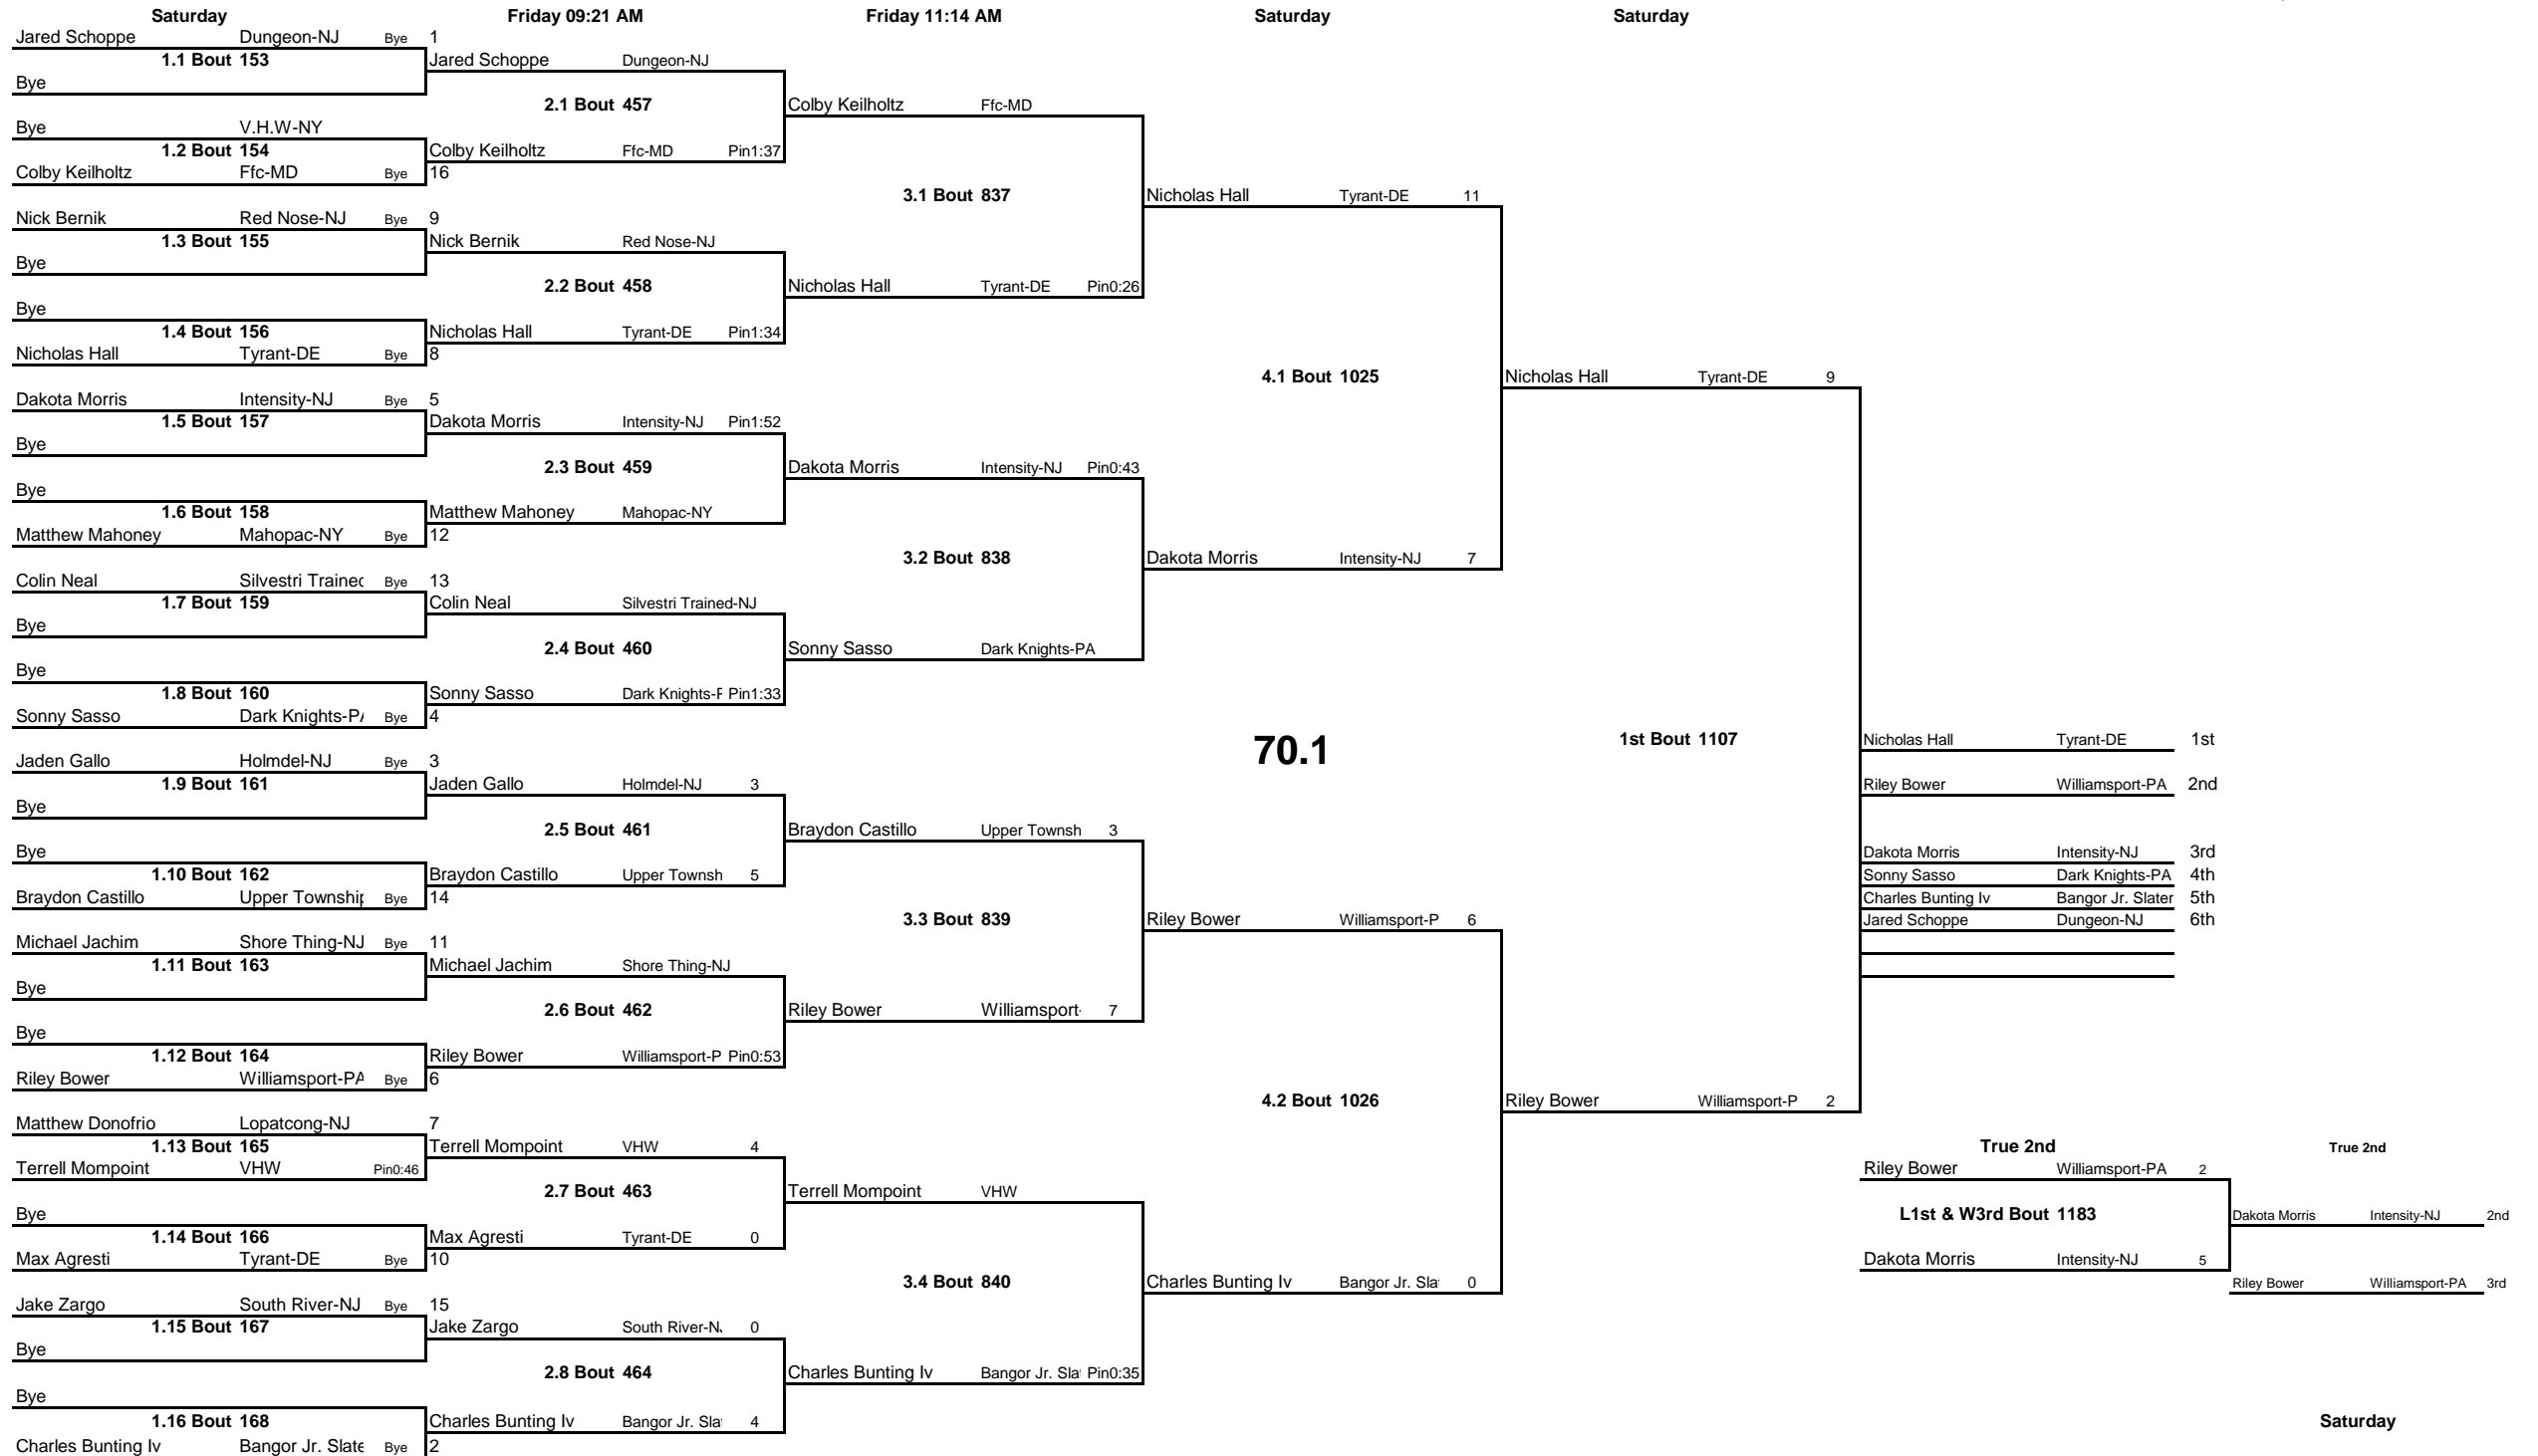 Saturday Friday 09:21 AM Friday 11:14 AM Saturday Saturday
Jared Schoppe Dungeon-NJ Bye 1
1.1 Bout 153 Jared Schoppe Dungeon-NJ
Bye
2.1 Bout 457 Colby Keilholtz Ffc-MD
Bye V.H.W-NY
1.2 Bout 154 Colby Keilholtz Ffc-MD Pin1:37
Colby Keilholtz Ffc-MD Bye 16
3.1 Bout 837 Nicholas Hall Tyrant-DE 11
Nick Bernik Red Nose-NJ Bye 9
1.3 Bout 155 Nick Bernik Red Nose-NJ
Bye
2.2 Bout 458 Nicholas Hall Tyrant-DE Pin0:26
Bye
1.4 Bout 156 Nicholas Hall Tyrant-DE Pin1:34
Nicholas Hall Tyrant-DE Bye 8
4.1 Bout 1025 Nicholas Hall Tyrant-DE 9
Dakota Morris Intensity-NJ Bye 5
1.5 Bout 157 Dakota Morris Intensity-NJ Pin1:52
Bye
2.3 Bout 459 Dakota Morris Intensity-NJ Pin0:43
Bye
1.6 Bout 158 Matthew Mahoney Mahopac-NY
Matthew Mahoney Mahopac-NY Bye 12
3.2 Bout 838 Dakota Morris Intensity-NJ 7
Colin Neal Silvestri Trained Bye 13
1.7 Bout 159 Colin Neal Silvestri Trained-NJ
Bye
2.4 Bout 460 Sonny Sasso Dark Knights-PA
Bye
1.8 Bout 160 Sonny Sasso Dark Knights-F Pin1:33
Sonny Sasso Dark Knights-P/ Bye 4
70.1 1st Bout 1107 Nicholas Hall Tyrant-DE 1st
Jaden Gallo Holmdel-NJ Bye 3
1.9 Bout 161 Jaden Gallo Holmdel-NJ 3 Riley Bower Williamsport-PA 2nd
Bye
2.5 Bout 461 Braydon Castillo Upper Townsh 3
Bye Dakota Morris Intensity-NJ 3rd
1.10 Bout 162 Braydon Castillo Upper Townsh 5 Sonny Sasso Dark Knights-PA 4th
Braydon Castillo Upper Township Bye 14 Charles Bunting Iv Bangor Jr. Slater 5th
3.3 Bout 839 Riley Bower Williamsport-P 6 Jared Schoppe Dungeon-NJ 6th
Michael Jachim Shore Thing-NJ Bye 11
1.11 Bout 163 Michael Jachim Shore Thing-NJ
Bye
2.6 Bout 462 Riley Bower Williamsport- 7
Bye
1.12 Bout 164 Riley Bower Williamsport-P Pin0:53
Riley Bower Williamsport-PA Bye 6
4.2 Bout 1026 Riley Bower Williamsport-P 2
Matthew Donofrio Lopatcong-NJ 7
1.13 Bout 165 Terrell Mompoint VHW 4 True 2nd True 2nd
Terrell Mompoint VHW Pin0:46 Riley Bower Williamsport-PA 2
2.7 Bout 463 Terrell Mompoint VHW
Bye L1st & W3rd Bout 1183 Dakota Morris Intensity-NJ 2nd
1.14 Bout 166 Max Agresti Tyrant-DE 0
Max Agresti Tyrant-DE Bye 10 Dakota Morris Intensity-NJ 5
3.4 Bout 840 Charles Bunting Iv Bangor Jr. Sla 0 Riley Bower Williamsport-PA 3rd
Jake Zargo South River-NJ Bye 15
1.15 Bout 167 Jake Zargo South River-N 0
Bye
2.8 Bout 464 Charles Bunting Iv Bangor Jr. Sla Pin0:35
Bye
1.16 Bout 168 Charles Bunting Iv Bangor Jr. Sla 4 Saturday
Charles Bunting Iv Bangor Jr. Slate Bye 2